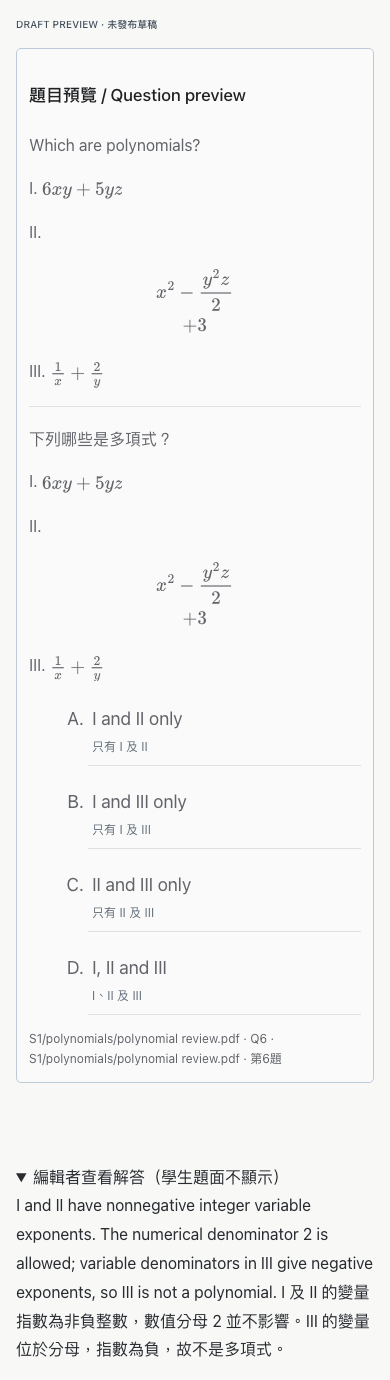 DRAFT PREVIEW · 未發布草稿
題目預覽 / Question preview
Which are polynomials?
I. 6xy + 5yz
II.
x² − y²z/2
+3
III. 1/x + 2/y
下列哪些是多項式？
I. 6xy + 5yz
II.
x² − y²z/2
+3
III. 1/x + 2/y
A. I and II only
只有 I 及 II
B. I and III only
只有 I 及 III
C. II and III only
只有 II 及 III
D. I, II and III
I、II 及 III
S1/polynomials/polynomial review.pdf · Q6 ·
S1/polynomials/polynomial review.pdf · 第6題
▼ 編輯者查看解答（學生題面不顯示）
I and II have nonnegative integer variable
exponents. The numerical denominator 2 is
allowed; variable denominators in III give negative
exponents, so III is not a polynomial. I 及 II 的變量
指數為非負整數，數值分母 2 並不影響。III 的變量
位於分母，指數為負，故不是多項式。